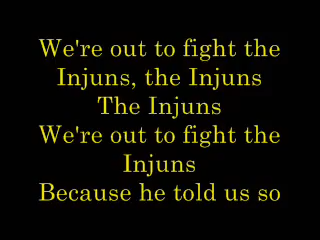 We're out to fight the
Injuns, the Injuns
The Injuns
We're out to fight the
Injuns
Because he told us so